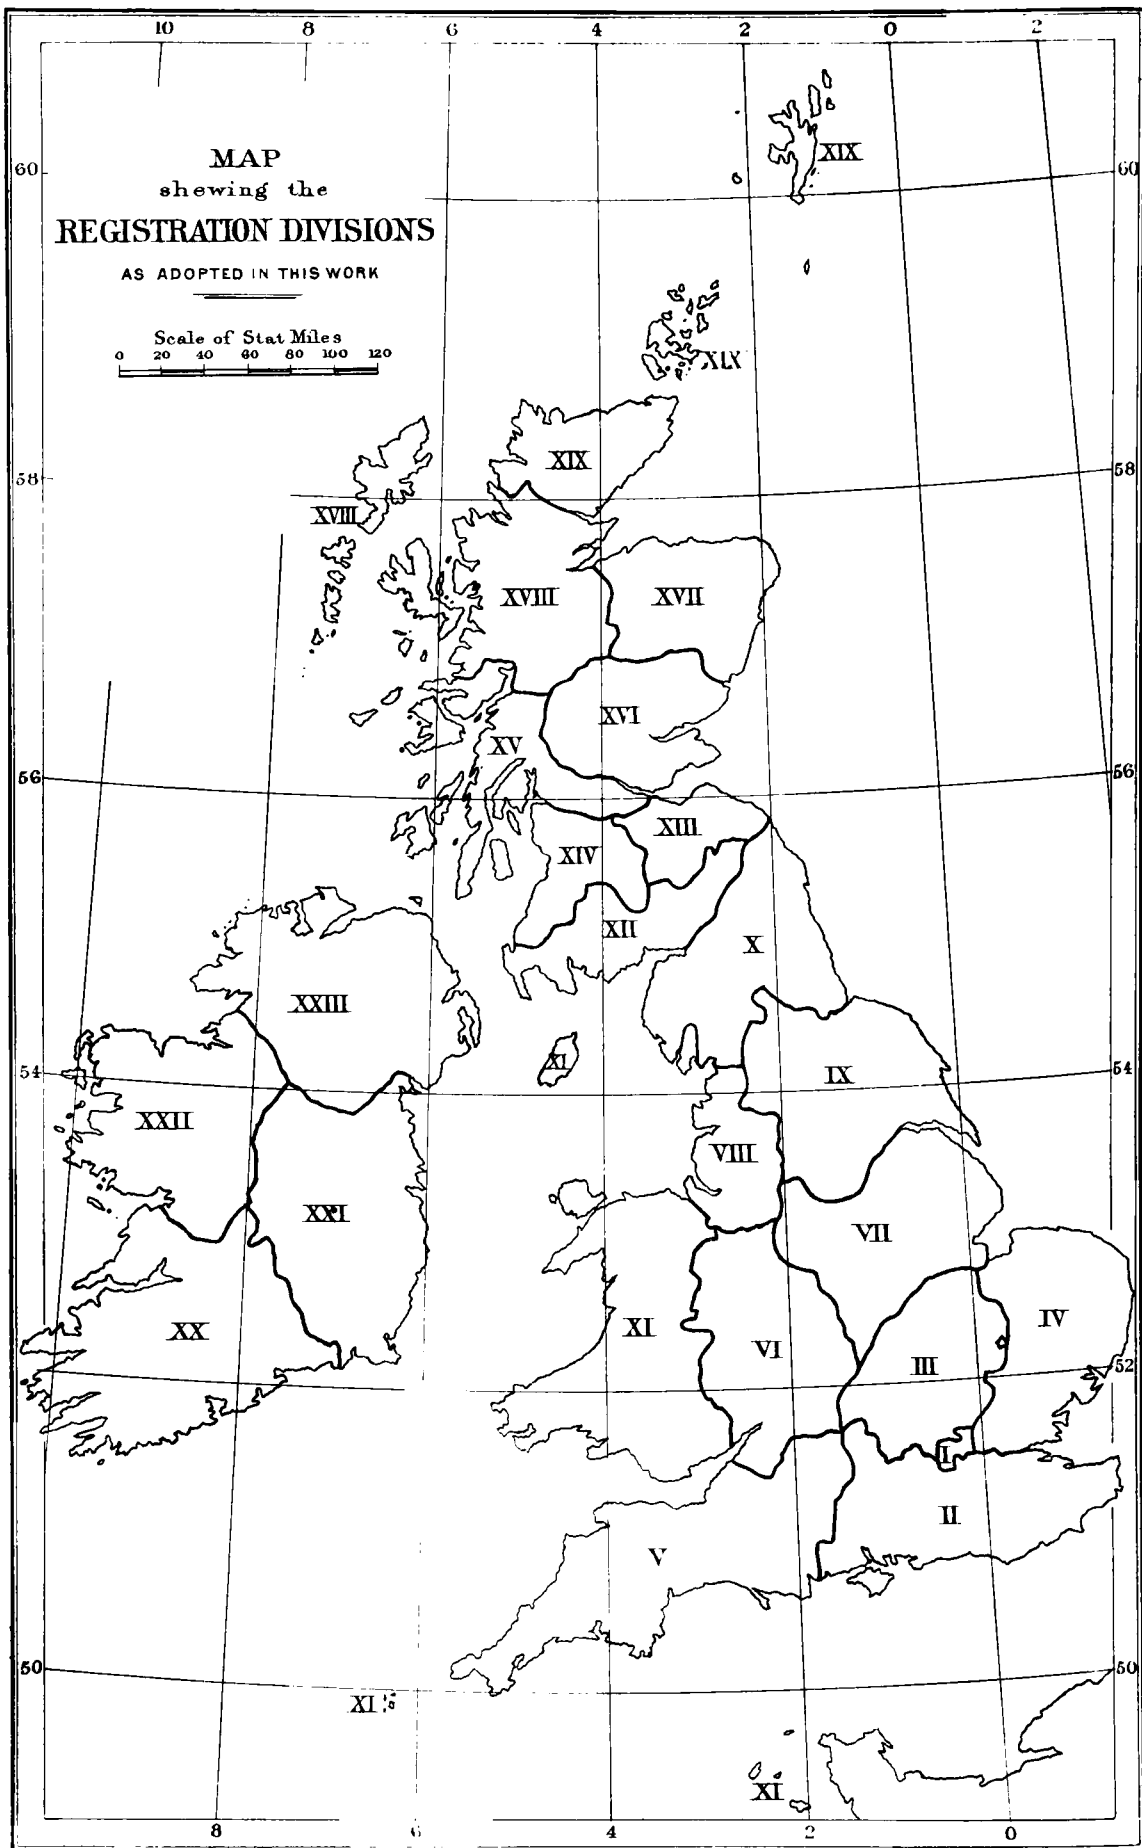 10 8 6 4 2 0 2
MAP
shewing the
REGISTRATION DIVISIONS
AS ADOPTED IN THIS WORK
Scale of Stat Miles
0 20 40 60 80 100 120
60 60
XIX
XIX
58 58
XIX
XVIII
XVIII
XVII
XVI
XV
56 56
XIII
XIV
XII
X
XXIII
XI
54 54
IX
XXII
VIII
XXI
VII
XX
XI
IV
VI
III
52
I
II
V
50 50
XI
XI
8 6 4 2 0